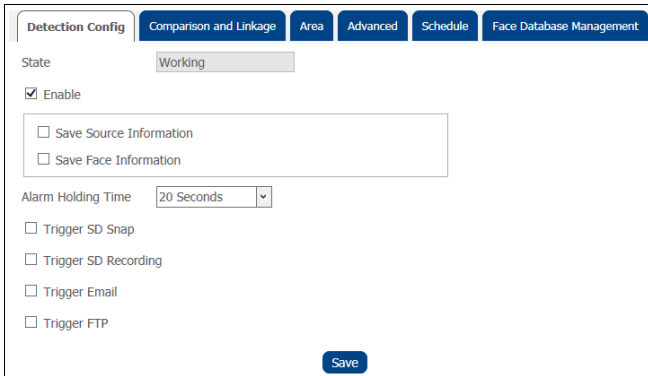 Detection Config Comparison and Linkage Area Advanced Schedule Face Database Management
State Working
Enable
Save Source Information
Save Face Information
Alarm Holding Time 20 Seconds
Trigger SD Snap
Trigger SD Recording
Trigger Email
Trigger FTP
Save